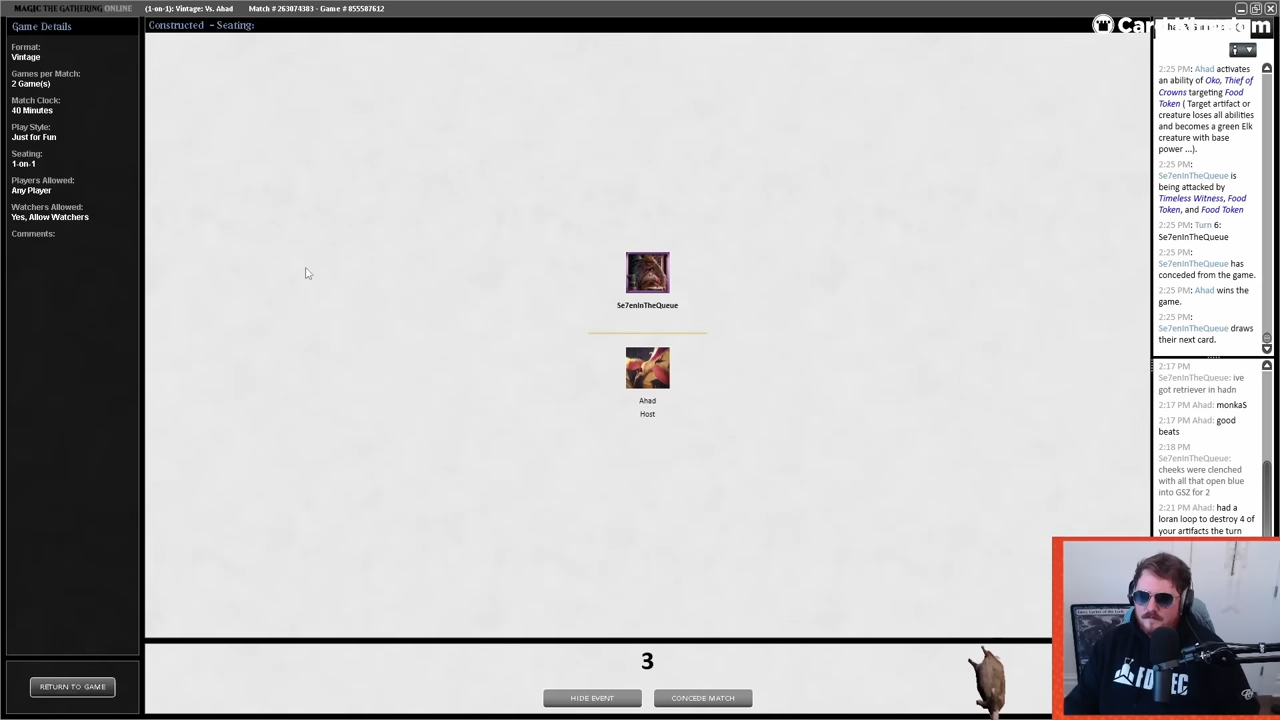 MAGIC THE GATHERING ONLINE
(1-on-1): Vintage: Vs. Ahad
Match # 263074383 - Game # 855587612
Game Details
Format:
Vintage
Games per Match:
2 Game(s)
Match Clock:
40 Minutes
Play Style:
Just for Fun
Seating:
1-on-1
Players Allowed:
Any Player
Watchers Allowed:
Yes, Allow Watchers
Comments:
RETURN TO GAME
Constructed - Seating:
Se7enInTheQueue
Ahad
Host
3
HIDE EVENT
CONCEDE MATCH
2:25 PM: Ahad activates
an ability of Oko, Thief of
Crowns targeting Food
Token ( Target artifact or
creature loses all abilities
and becomes a green Elk
creature with base
power ...).
2:25 PM:
Se7enInTheQueue is
being attacked by
Timeless Witness, Food
Token, and Food Token
2:25 PM: Turn 6:
Se7enInTheQueue
2:25 PM:
Se7enInTheQueue has
conceded from the game.
2:25 PM: Ahad wins the
game.
2:25 PM:
Se7enInTheQueue draws
their next card.
2:17 PM
Se7enInTheQueue: ive
got retriever in hadn
2:17 PM Ahad: monkaS
2:17 PM Ahad: good
beats
2:18 PM
Se7enInTheQueue:
cheeks were clenched
with all that open blue
into GSZ for 2
2:21 PM Ahad: had a
loran loop to destroy 4 of
your artifacts the turn